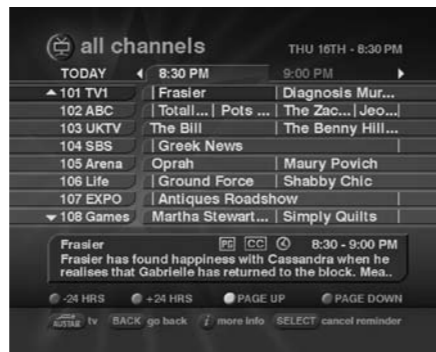 all channels THU 16TH - 8:30 PM
TODAY 8:30 PM 9:00 PM
101 TV1 Frasier Diagnosis Mur...
102 ABC Totall... Pots ... The Zac... Jeo...
103 UKTV The Bill The Benny Hill...
104 SBS Greek News
105 Arena Oprah Maury Povich
106 Life Ground Force Shabby Chic
107 EXPO Antiques Roadshow
108 Games Martha Stewart... Simply Quilts
Frasier PG CC 8:30 - 9:00 PM
Frasier has found happiness with Cassandra when he
realises that Gabrielle has returned to the block. Mea..
-24 HRS +24 HRS PAGE UP PAGE DOWN
AUSTAR tv BACK go back i more info SELECT cancel reminder